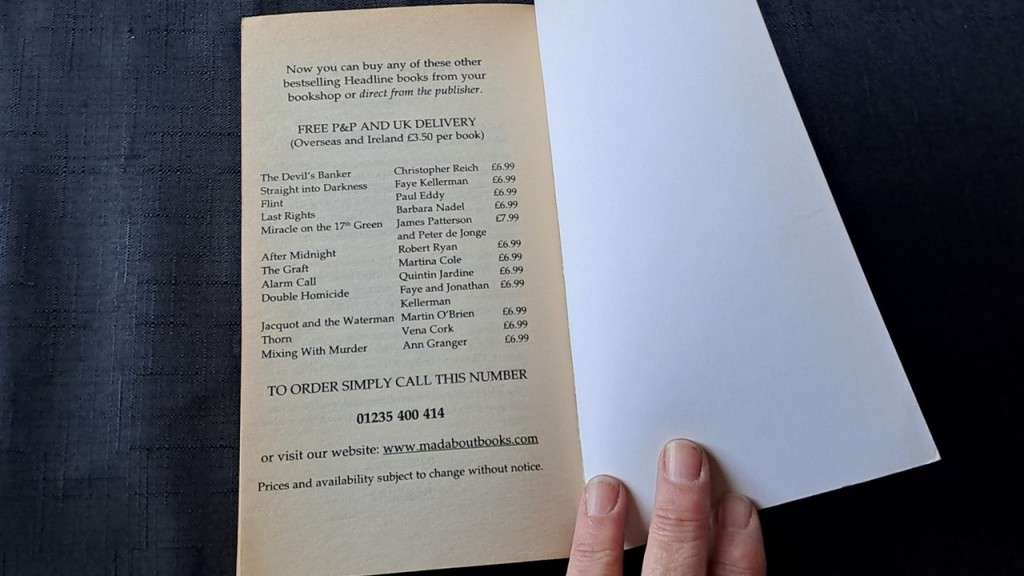 Now you can buy any of these other
bestselling Headline books from your
bookshop or direct from the publisher.
FREE P&P AND UK DELIVERY
(Overseas and Ireland £3.50 per book)
The Devil's Banker Christopher Reich £6.99
Straight into Darkness Faye Kellerman £6.99
Flint Paul Eddy £6.99
Last Rights Barbara Nadel £6.99
Miracle on the 17th Green James Patterson £7.99
and Peter de Jonge
After Midnight Robert Ryan £6.99
The Graft Martina Cole £6.99
Alarm Call Quintin Jardine £6.99
Double Homicide Faye and Jonathan £6.99
Kellerman
Jacquot and the Waterman Martin O'Brien £6.99
Thorn Vena Cork £6.99
Mixing With Murder Ann Granger £6.99
TO ORDER SIMPLY CALL THIS NUMBER
01235 400 414
or visit our website: www.madaboutbooks.com
Prices and availability subject to change without notice.